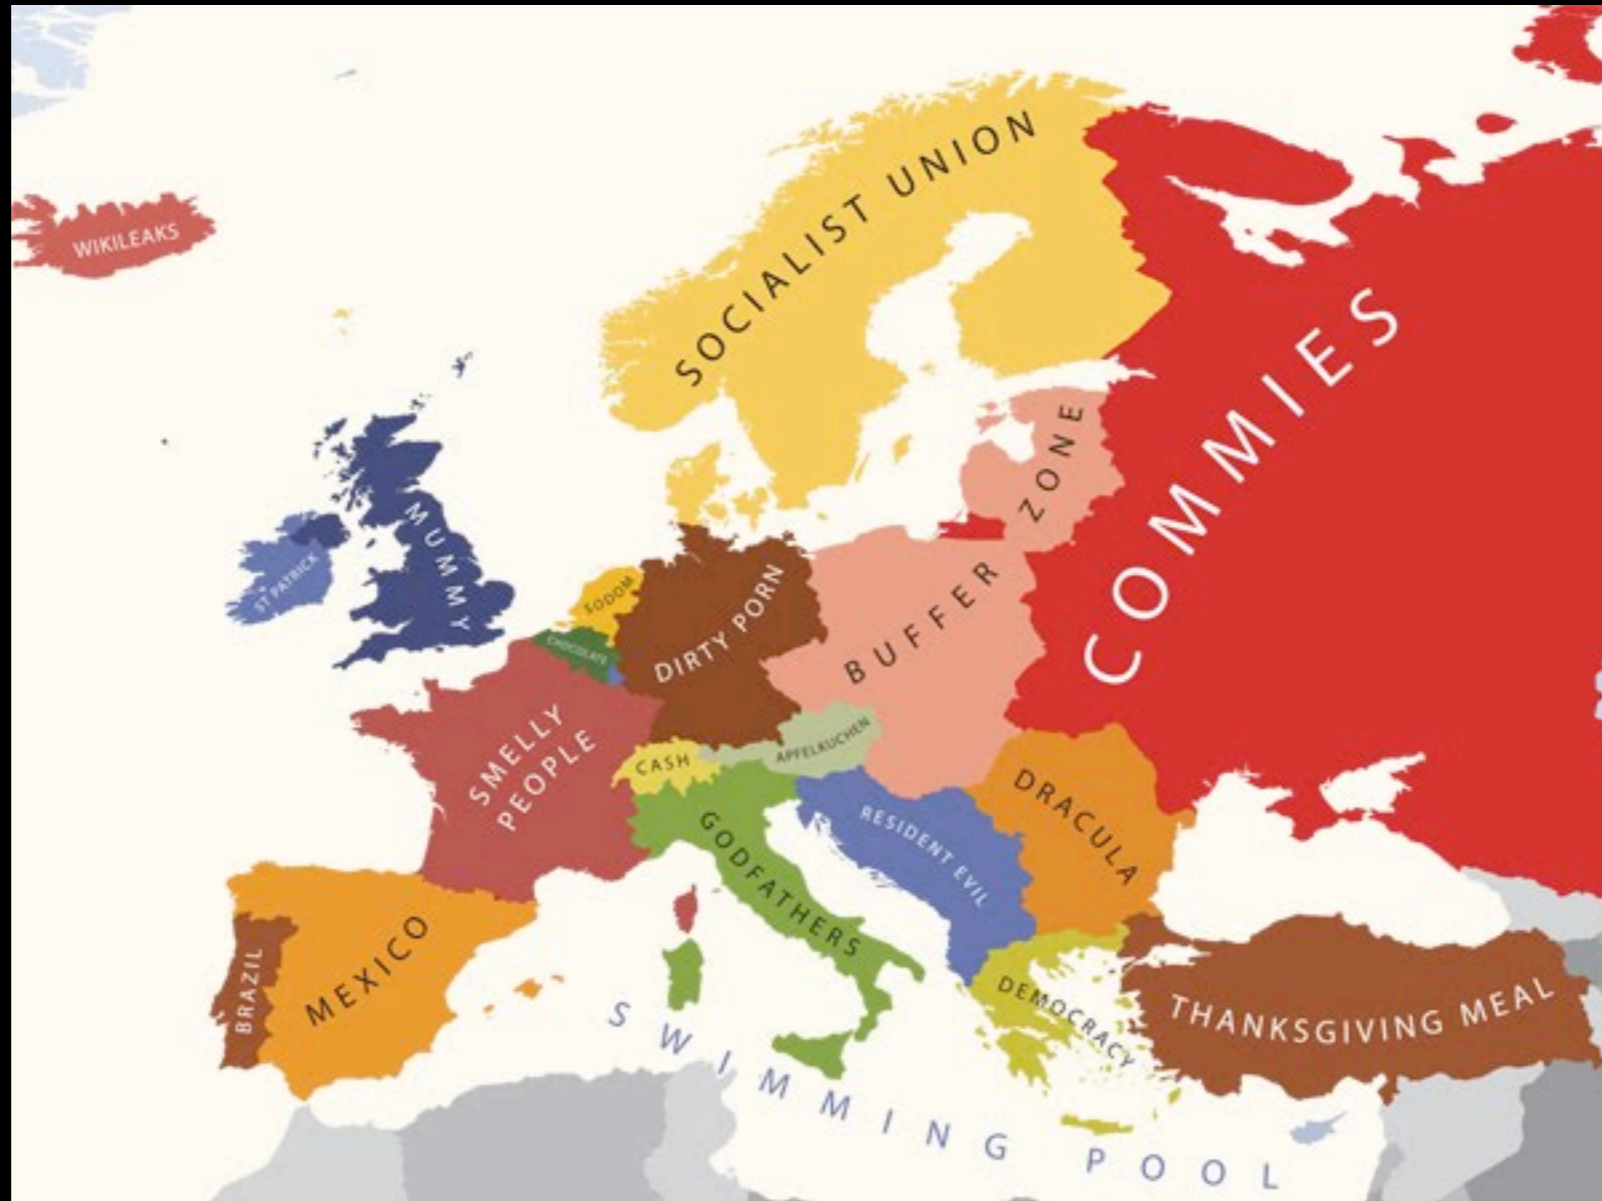 WIKILEAKS
SOCIALIST UNION
COMMIES
ST PATRICK
MUMMY
SODOM
CHOCOLATE
DIRTY PORN
BUFFER ZONE
SMELLY
PEOPLE
CASH
APFELKUCHEN
GODFATHERS
RESIDENT EVIL
DRACULA
BRAZIL
MEXICO
DEMOCRACY
THANKSGIVING MEAL
SWIMMING POOL